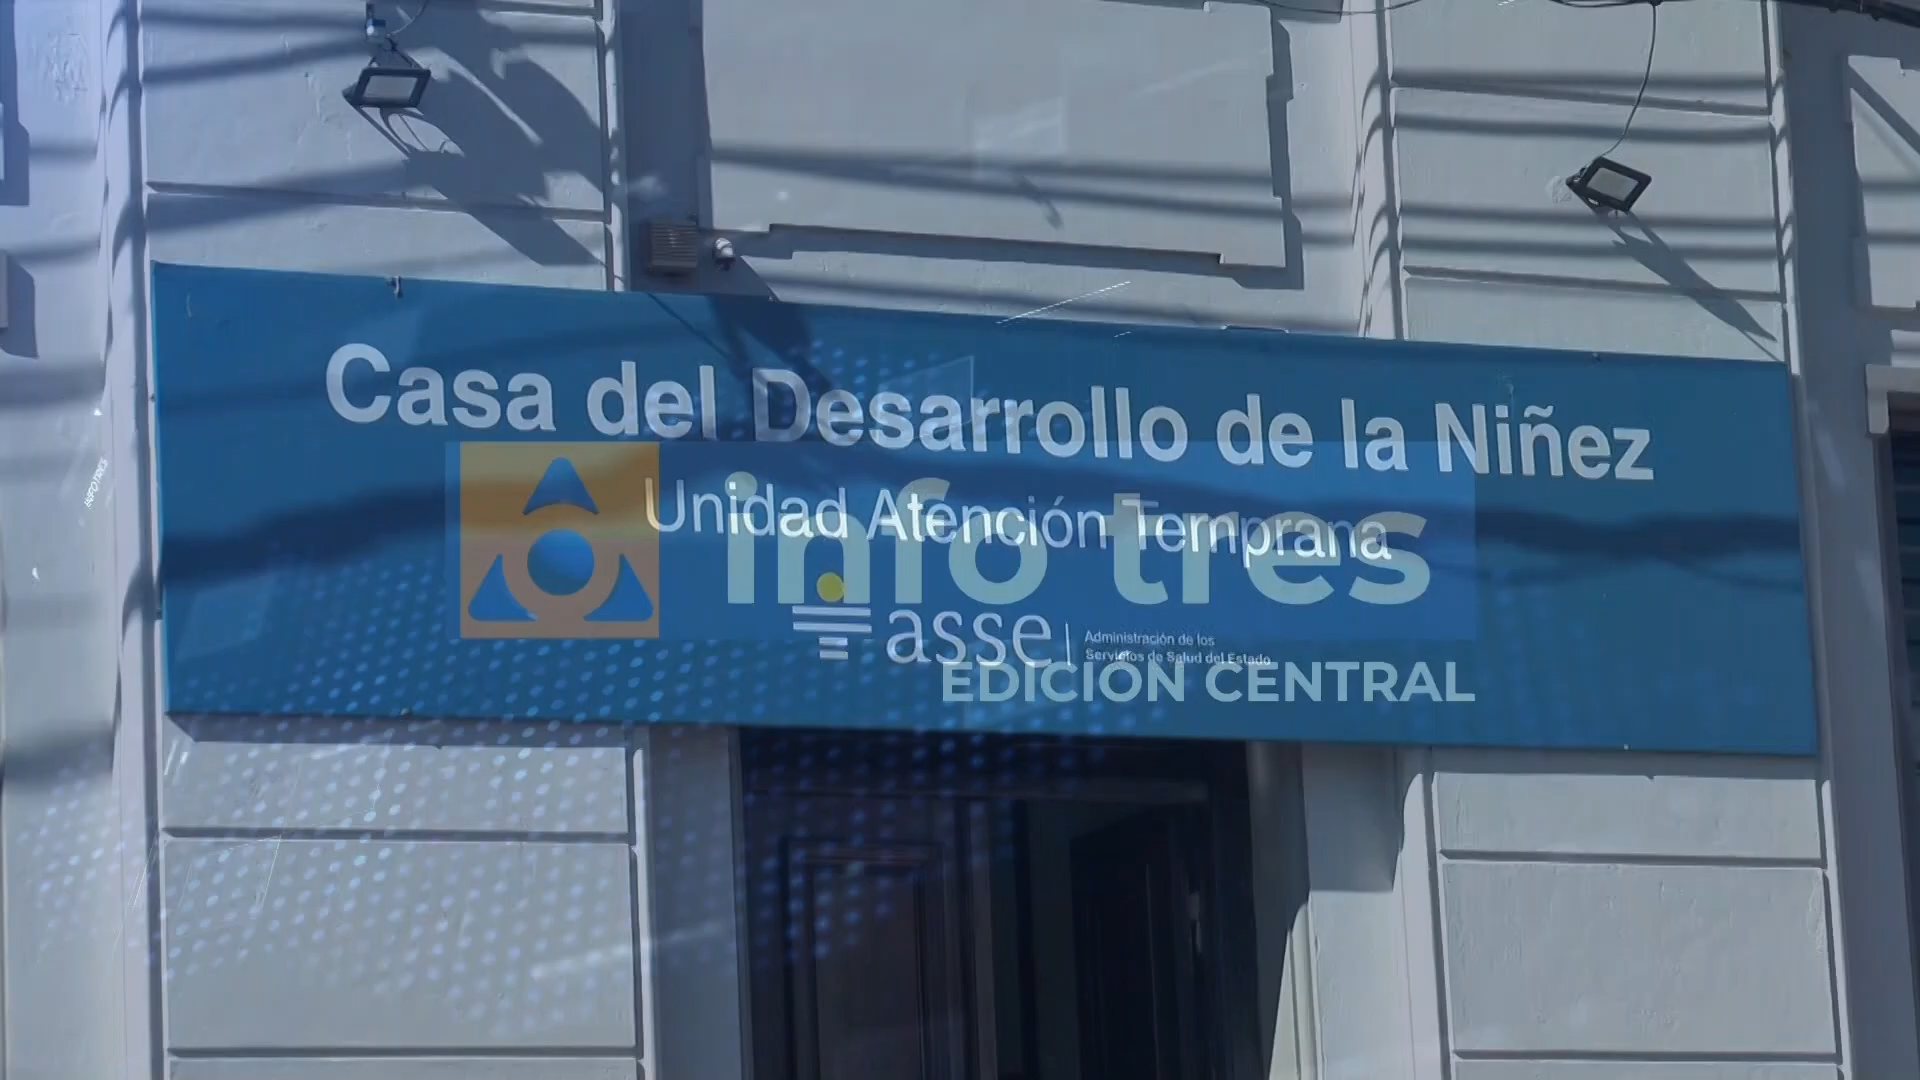 Casa del Desarrollo de la Niñez
Unidad Atención Temprana
info tres
asse
Administración de los
Servicios de Salud del Estado
EDICIÓN CENTRAL
INFOTRES